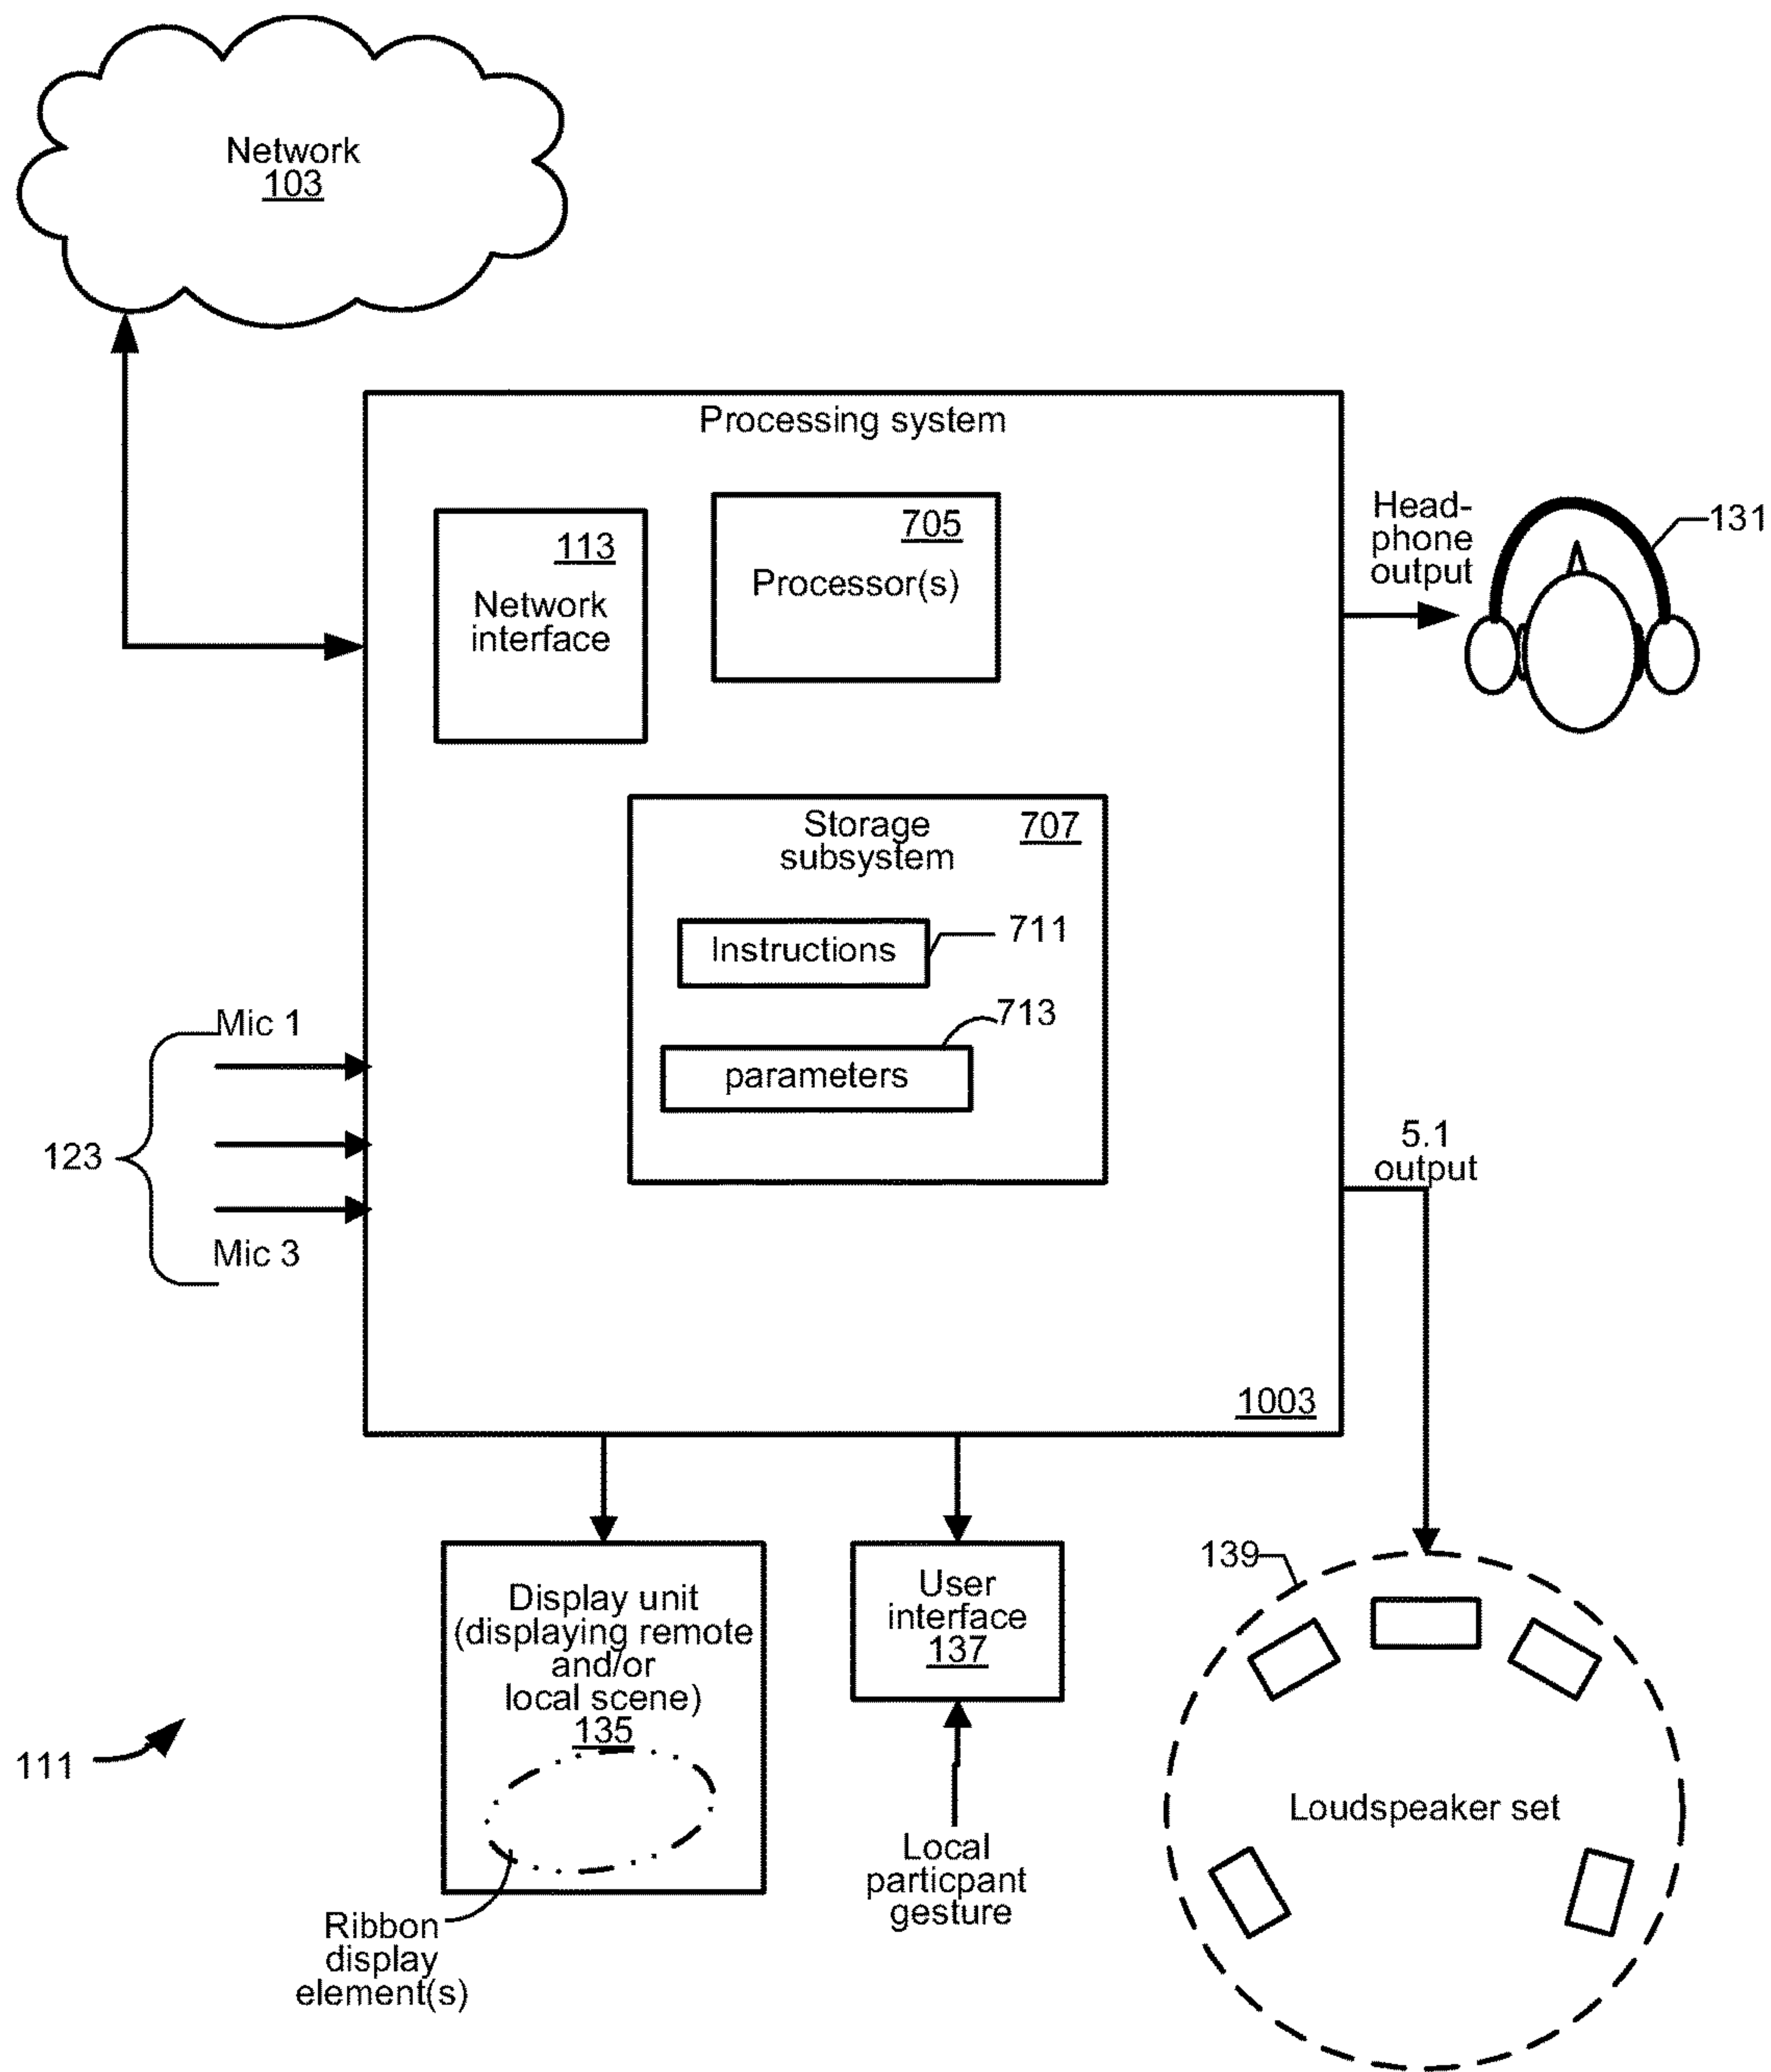 Network
103
Processing system
113
Network
interface
705
Processor(s)
Head-
phone
output
131
Storage
subsystem
707
Instructions
711
713
parameters
Mic 1
123
Mic 3
5.1
output
1003
Display unit
(displaying remote
and/or
local scene)
135
User
interface
137
139
111
Loudspeaker set
Local
particpant
gesture
Ribbon
display
element(s)